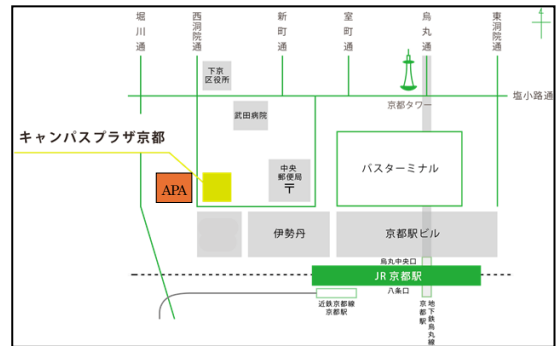 堀川通
西洞院通
新町通
室町通
烏丸通
東洞院通
4
下京
区役所
塩小路通
京都タワー
武田病院
キャンパスプラザ京都
中央
郵便局
〒
バスターミナル
APA
伊勢丹
京都駅ビル
烏丸中央口
JR 京都駅
八条口
近鉄京都線
京都駅
地下鉄烏丸線
京都駅